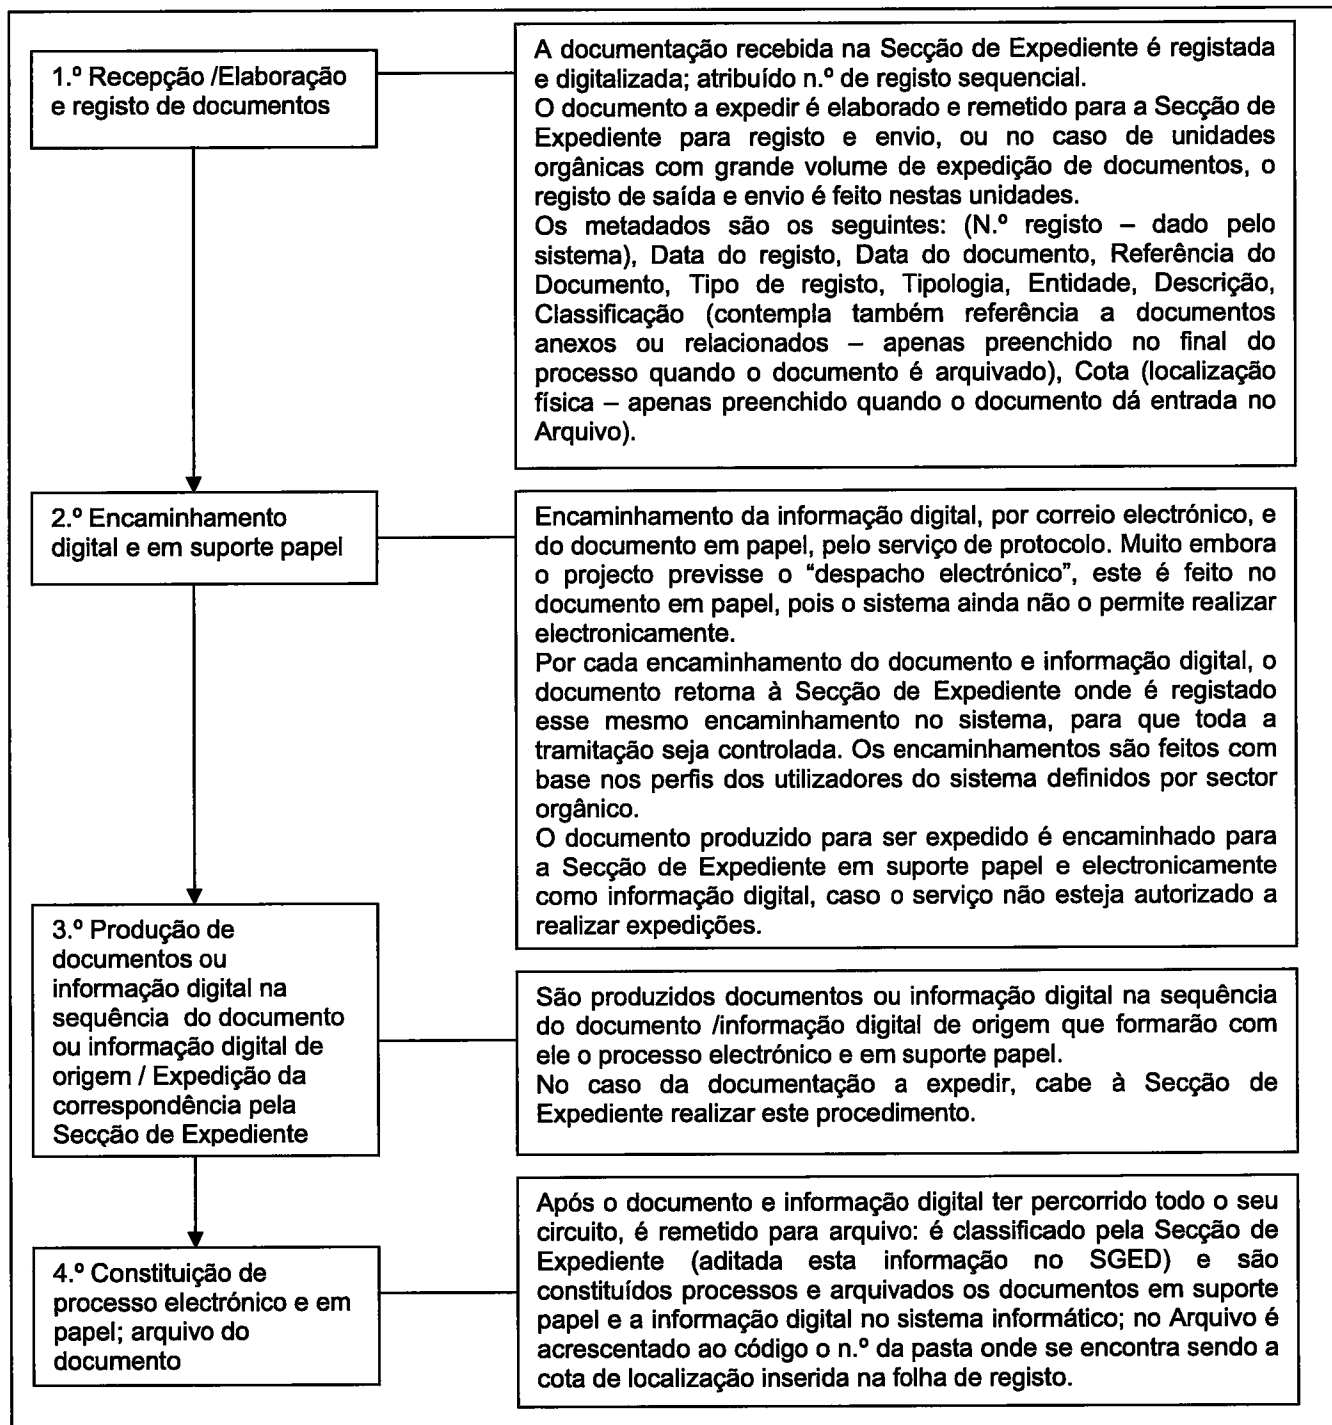 1.º Recepção /Elaboração
e registo de documentos
A documentação recebida na Secção de Expediente é registada
e digitalizada; atribuído n.º de registo sequencial.
O documento a expedir é elaborado e remetido para a Secção de
Expediente para registo e envio, ou no caso de unidades
orgânicas com grande volume de expedição de documentos, o
registo de saída e envio é feito nestas unidades.
Os metadados são os seguintes: (N.º registo – dado pelo
sistema), Data do registo, Data do documento, Referência do
Documento, Tipo de registo, Tipologia, Entidade, Descrição,
Classificação (contempla também referência a documentos
anexos ou relacionados – apenas preenchido no final do
processo quando o documento é arquivado), Cota (localização
física – apenas preenchido quando o documento dá entrada no
Arquivo).
2.º Encaminhamento
digital e em suporte papel
Encaminhamento da informação digital, por correio electrónico, e
do documento em papel, pelo serviço de protocolo. Muito embora
o projecto previsse o “despacho electrónico”, este é feito no
documento em papel, pois o sistema ainda não o permite realizar
electronicamente.
Por cada encaminhamento do documento e informação digital, o
documento retorna à Secção de Expediente onde é registado
esse mesmo encaminhamento no sistema, para que toda a
tramitação seja controlada. Os encaminhamentos são feitos com
base nos perfis dos utilizadores do sistema definidos por sector
orgânico.
O documento produzido para ser expedido é encaminhado para
a Secção de Expediente em suporte papel e electronicamente
como informação digital, caso o serviço não esteja autorizado a
realizar expedições.
3.º Produção de
documentos ou
informação digital na
sequência do documento
ou informação digital de
origem / Expedição da
correspondência pela
Secção de Expediente
São produzidos documentos ou informação digital na sequência
do documento /informação digital de origem que formarão com
ele o processo electrónico e em suporte papel.
No caso da documentação a expedir, cabe à Secção de
Expediente realizar este procedimento.
4.º Constituição de
processo electrónico e em
papel; arquivo do
documento
Após o documento e informação digital ter percorrido todo o seu
circuito, é remetido para arquivo: é classificado pela Secção de
Expediente (aditada esta informação no SGED) e são
constituídos processos e arquivados os documentos em suporte
papel e a informação digital no sistema informático; no Arquivo é
acrescentado ao código o n.º da pasta onde se encontra sendo a
cota de localização inserida na folha de registo.